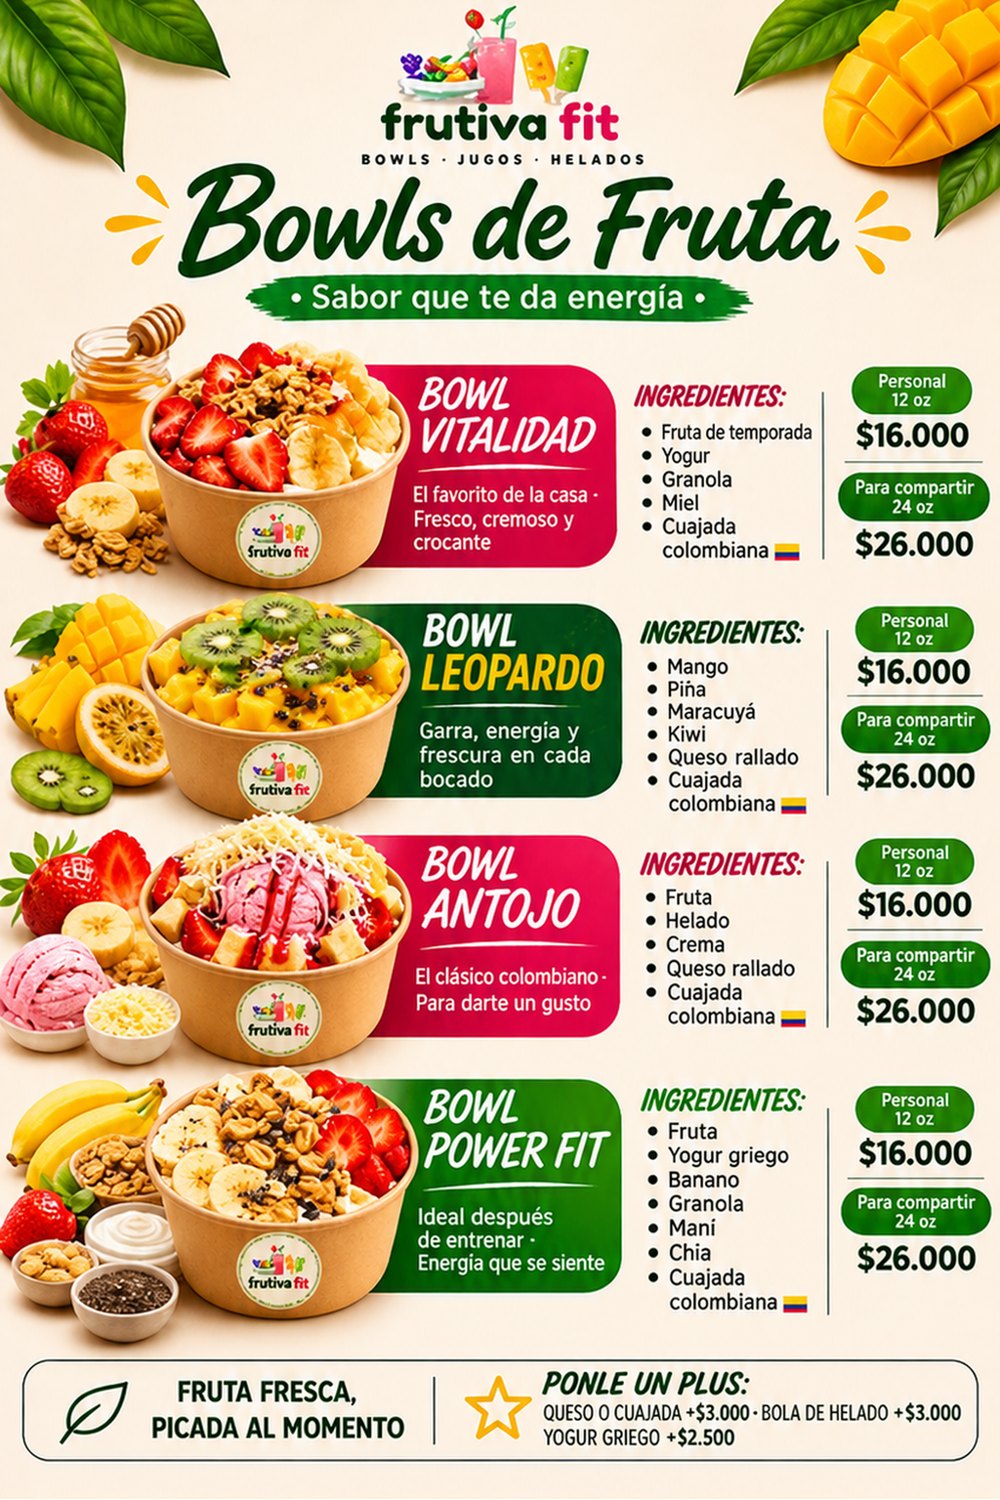 frutiva fit
BOWLS · JUGOS · HELADOS
Bowls de Fruta
• Sabor que te da energía •
BOWL
VITALIDAD
El favorito de la casa ·
Fresco, cremoso y
crocante
INGREDIENTES:
• Fruta de temporada
• Yogur
• Granola
• Miel
• Cuajada
colombiana
Personal
12 oz
$16.000
Para compartir
24 oz
$26.000
frutiva fit
BOWL
LEOPARDO
Garra, energía y
frescura en cada
bocado
INGREDIENTES:
• Mango
• Piña
• Maracuyá
• Kiwi
• Queso rallado
• Cuajada
colombiana
Personal
12 oz
$16.000
Para compartir
24 oz
$26.000
frutiva fit
BOWL
ANTOJO
El clásico colombiano ·
Para darte un gusto
INGREDIENTES:
• Fruta
• Helado
• Crema
• Queso rallado
• Cuajada
colombiana
Personal
12 oz
$16.000
Para compartir
24 oz
$26.000
frutiva fit
BOWL
POWER FIT
Ideal después
de entrenar ·
Energía que se siente
INGREDIENTES:
• Fruta
• Yogur griego
• Banano
• Granola
• Maní
• Chia
• Cuajada
colombiana
Personal
12 oz
$16.000
Para compartir
24 oz
$26.000
frutiva fit
FRUTA FRESCA,
PICADA AL MOMENTO
PONLE UN PLUS:
QUESO O CUAJADA +$3.000 · BOLA DE HELADO +$3.000
YOGUR GRIEGO +$2.500